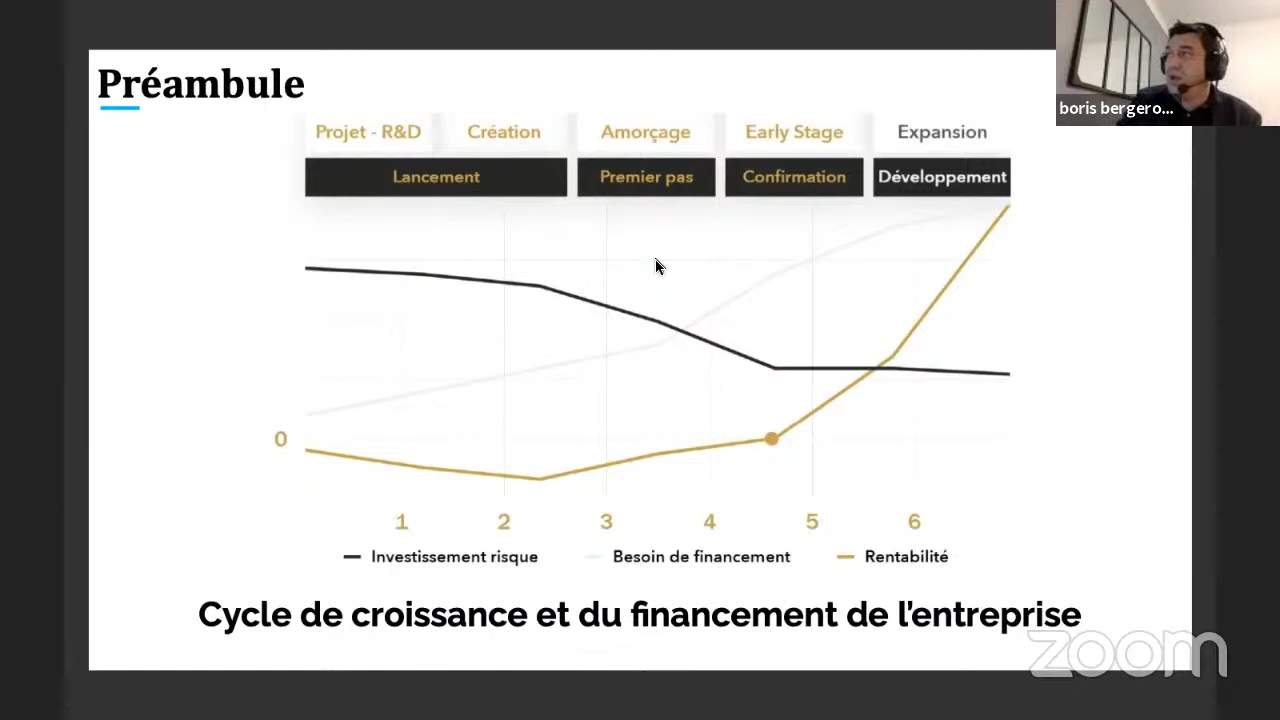 Préambule
boris bergero...
Projet - R&D Création Amorçage Early Stage Expansion
Lancement Premier pas Confirmation Développement
0
1 2 3 4 5 6
Investissement risque Besoin de financement Rentabilité
Cycle de croissance et du financement de l'entreprise
zoom